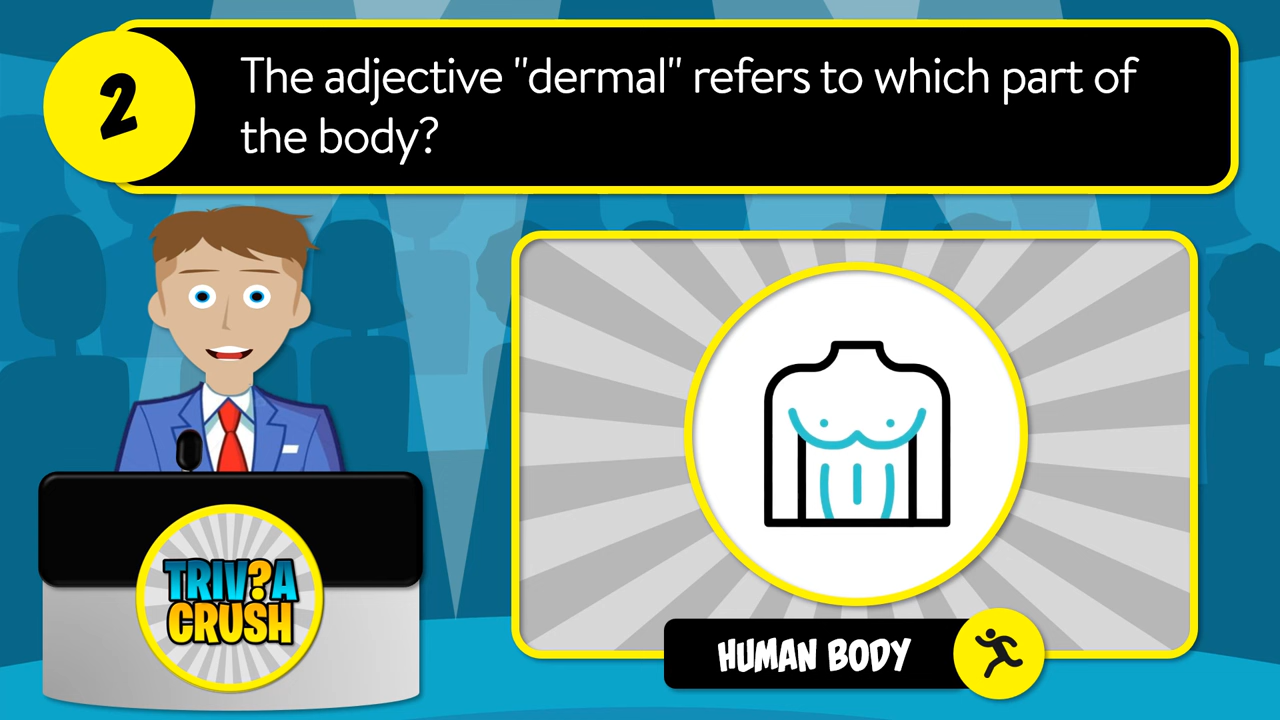 2
The adjective "dermal" refers to which part of
the body?
TRIV?A
CRUSH
HUMAN BODY